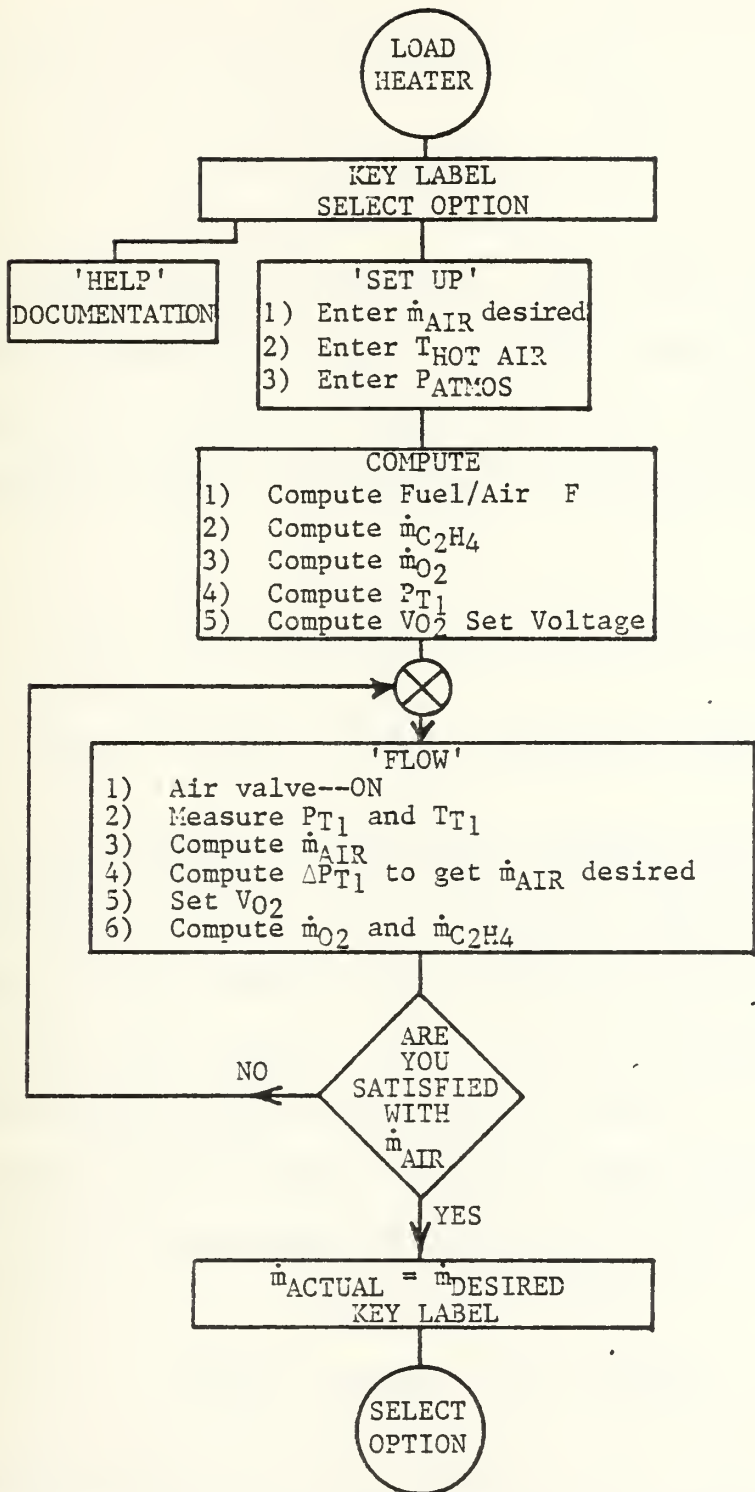 LOAD
HEATER
KEY LABEL
SELECT OPTION
'HELP'
DOCUMENTATION
'SET UP'
1) Enter ṁAIR desired
2) Enter THOT AIR
3) Enter PATMOS
COMPUTE
1) Compute Fuel/Air F
2) Compute ṁC2H4
3) Compute ṁO2
4) Compute PT1
5) Compute VO2 Set Voltage
'FLOW'
1) Air valve--ON
2) Measure PT1 and TT1
3) Compute ṁAIR
4) Compute ΔPT1 to get ṁAIR desired
5) Set VO2
6) Compute ṁO2 and ṁC2H4
ARE
YOU
SATISFIED
WITH
ṁAIR
NO
YES
ṁACTUAL = ṁDESIRED
KEY LABEL
SELECT
OPTION